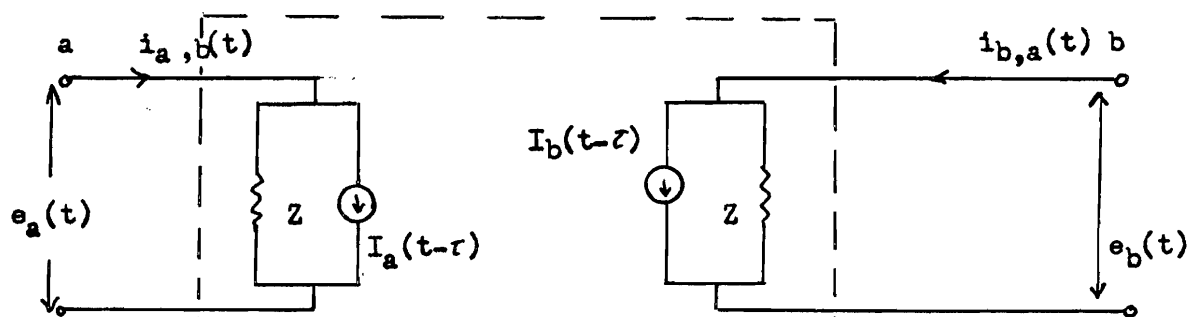 a i_a,b(t) i_b,a(t) b
I_b(t-τ)
e_a(t) Z Z
I_a(t-τ) e_b(t)